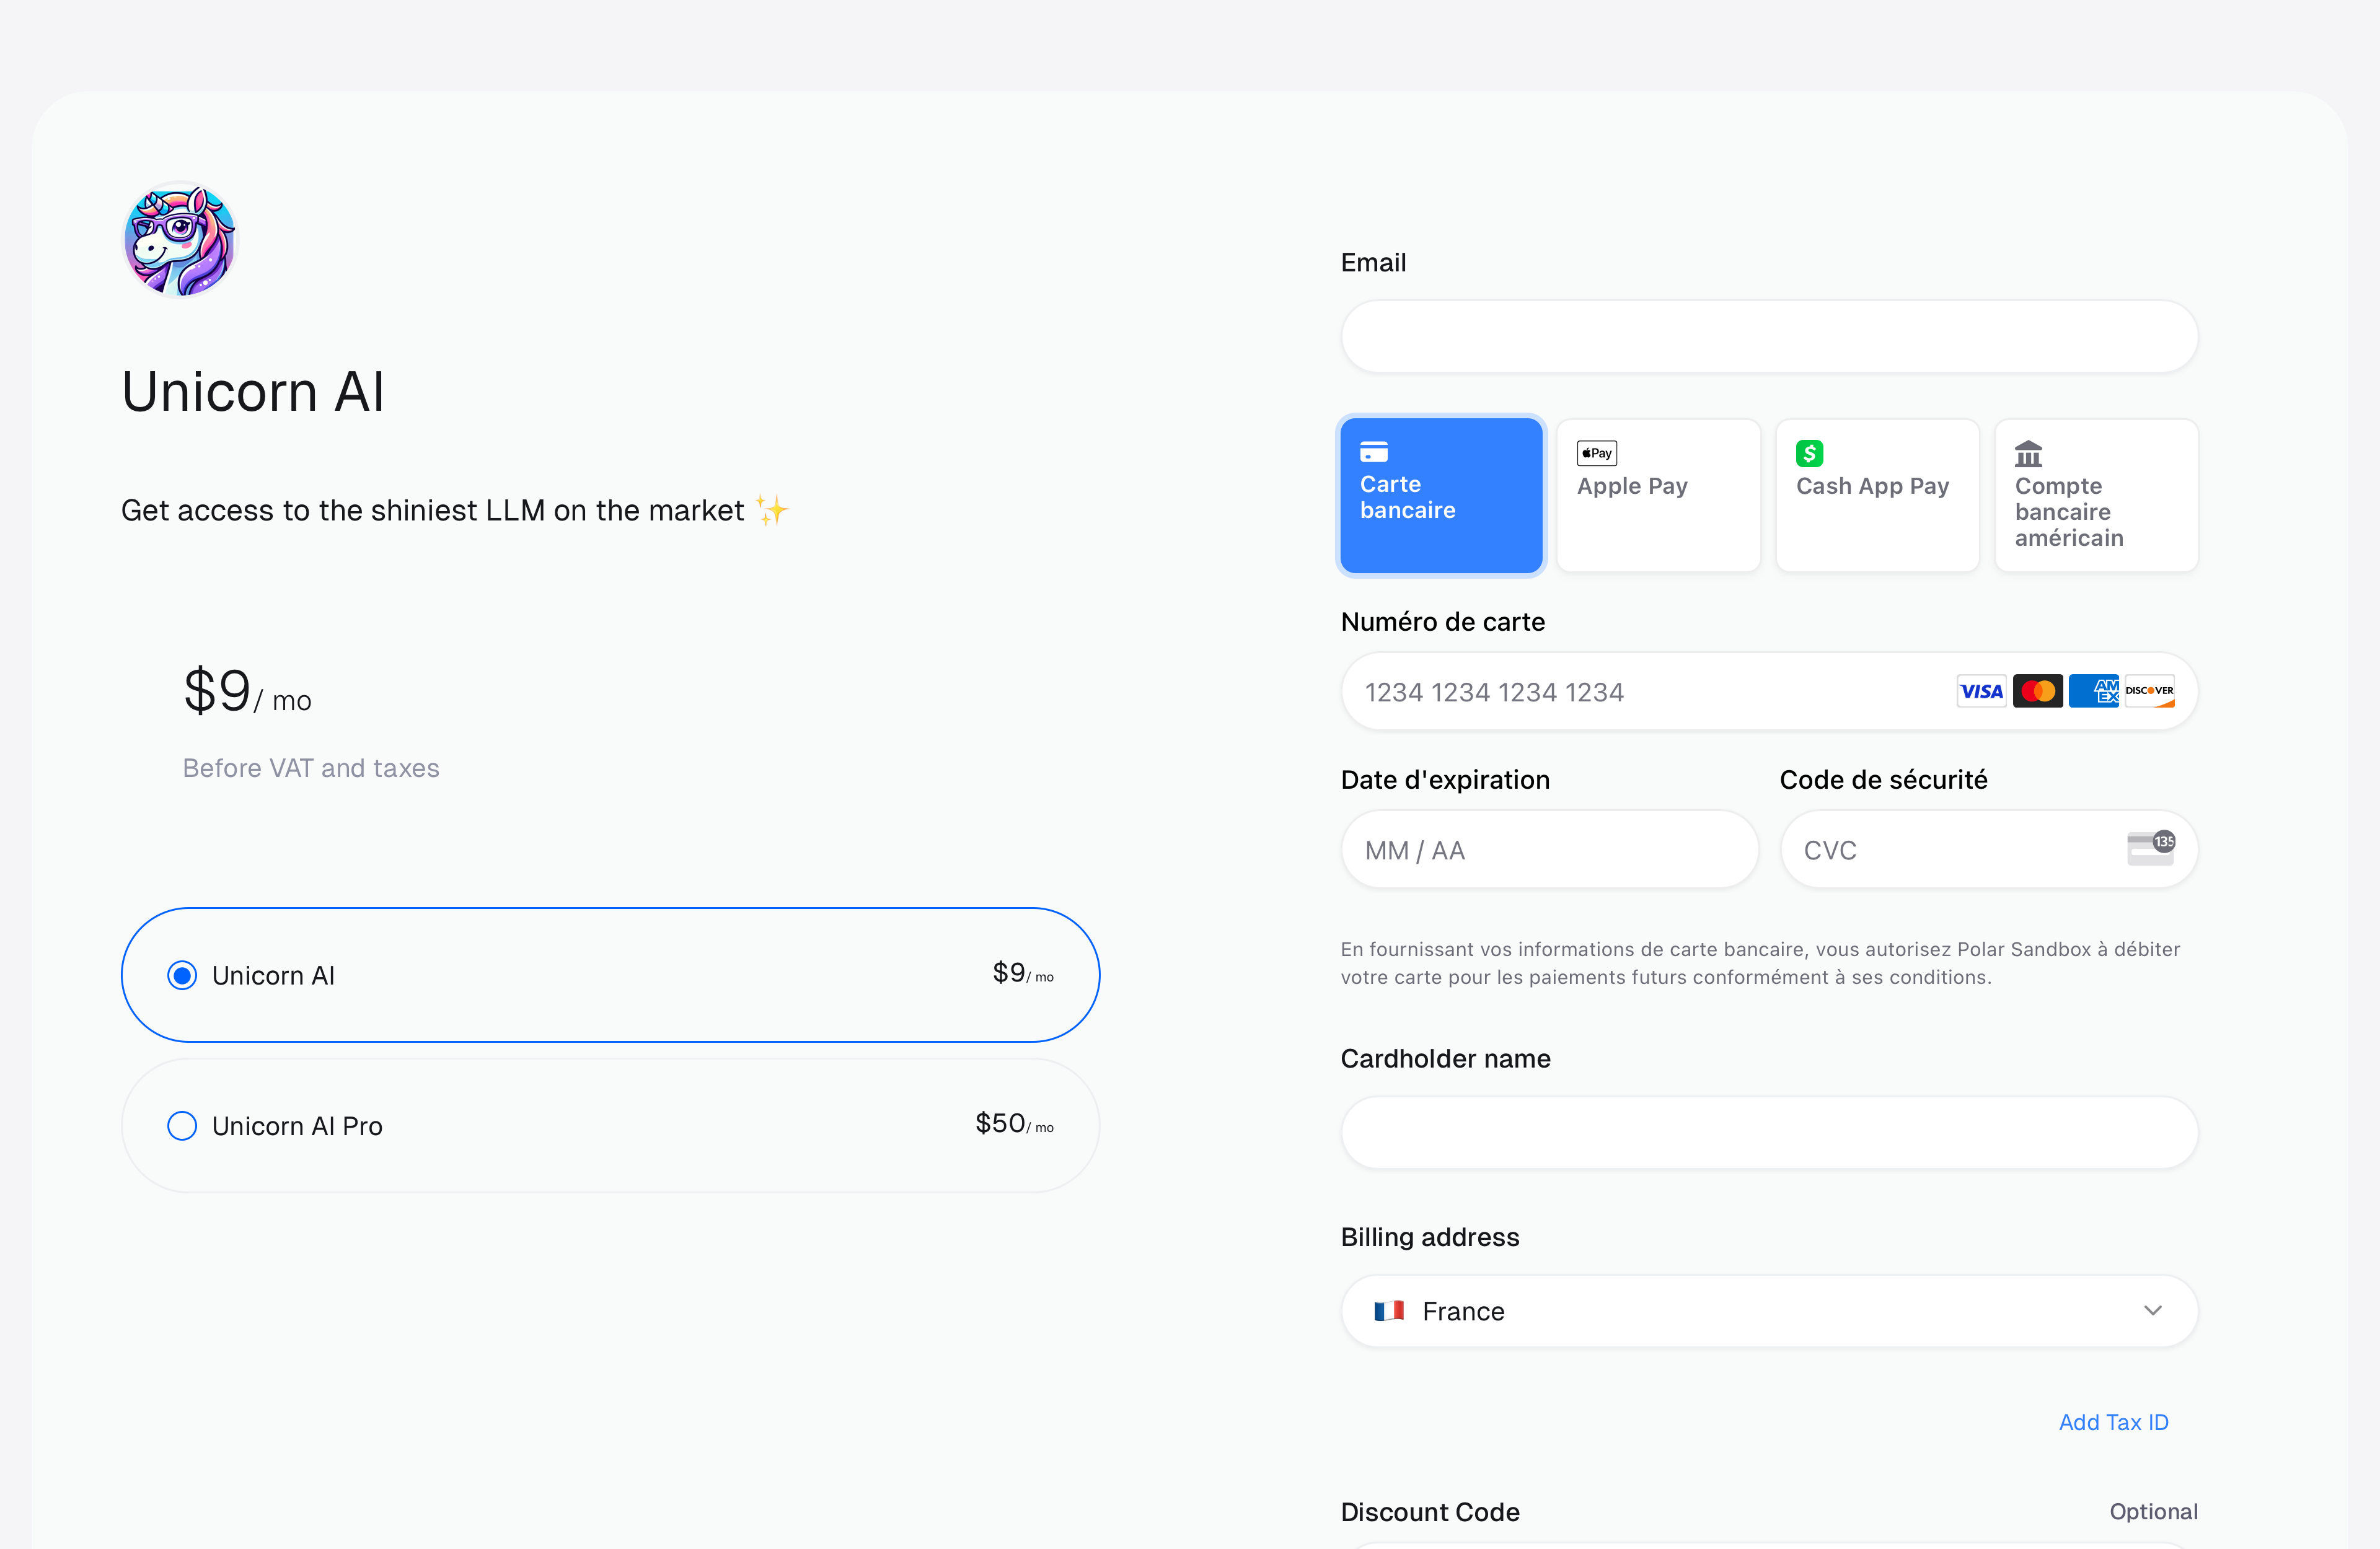 Unicorn AI
Get access to the shiniest LLM on the market ✨
$9/ mo
Before VAT and taxes
Unicorn AI $9/ mo
Unicorn AI Pro $50/ mo
Email
Carte
bancaire
Pay
Apple Pay
$
Cash App Pay
Compte
bancaire
américain
Numéro de carte
1234 1234 1234 1234 VISA AM EX DISCOVER
Date d'expiration Code de sécurité
MM / AA CVC 135
En fournissant vos informations de carte bancaire, vous autorisez Polar Sandbox à débiter
votre carte pour les paiements futurs conformément à ses conditions.
Cardholder name
Billing address
France
Add Tax ID
Discount Code Optional